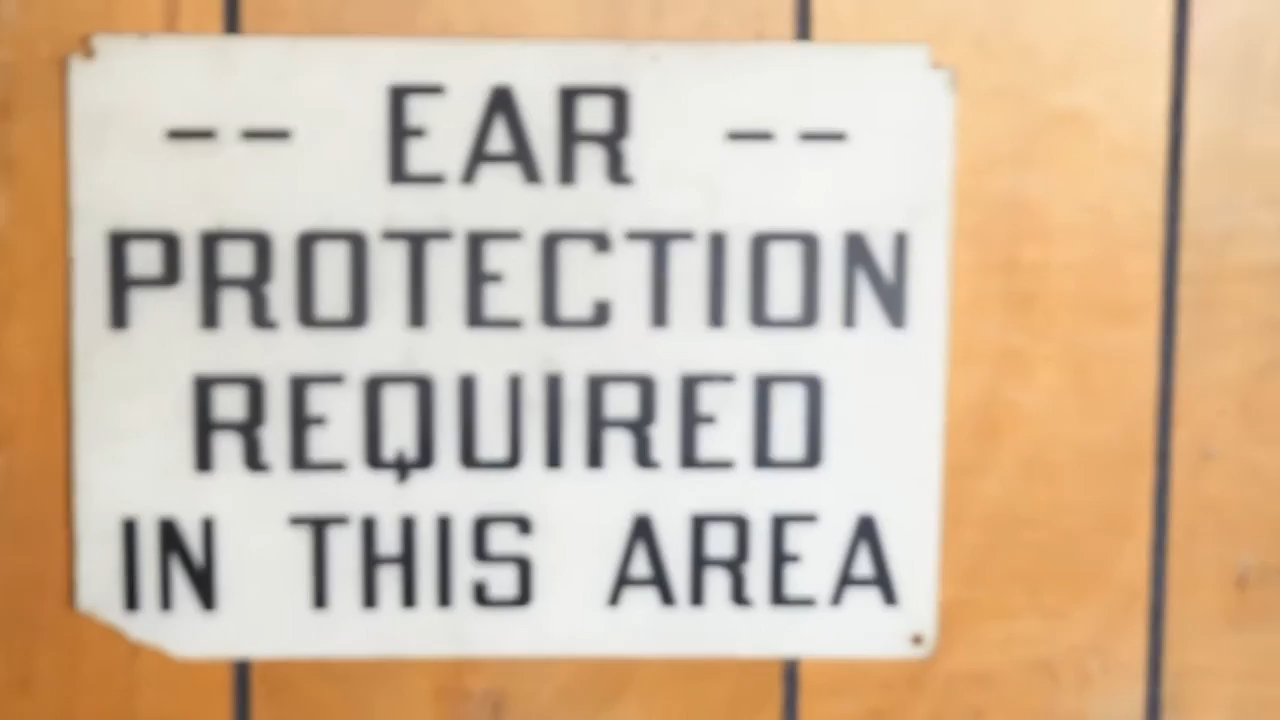 -- EAR --
PROTECTION
REQUIRED
IN THIS AREA